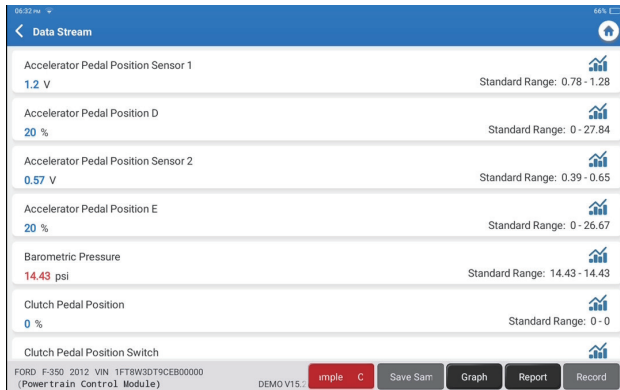 06:32 PM
66%
Data Stream
Accelerator Pedal Position Sensor 1
1.2 V
Standard Range: 0.78 - 1.28
Accelerator Pedal Position D
20 %
Standard Range: 0 - 27.84
Accelerator Pedal Position Sensor 2
0.57 V
Standard Range: 0.39 - 0.65
Accelerator Pedal Position E
20 %
Standard Range: 0 - 26.67
Barometric Pressure
14.43 psi
Standard Range: 14.43 - 14.43
Clutch Pedal Position
0 %
Standard Range: 0 - 0
Clutch Pedal Position Switch
FORD F-350 2012 VIN 1FT8W3DT9CEB00000
(Powertrain Control Module)
DEMO V15.
imple C
Save Sam
Graph
Report
Record